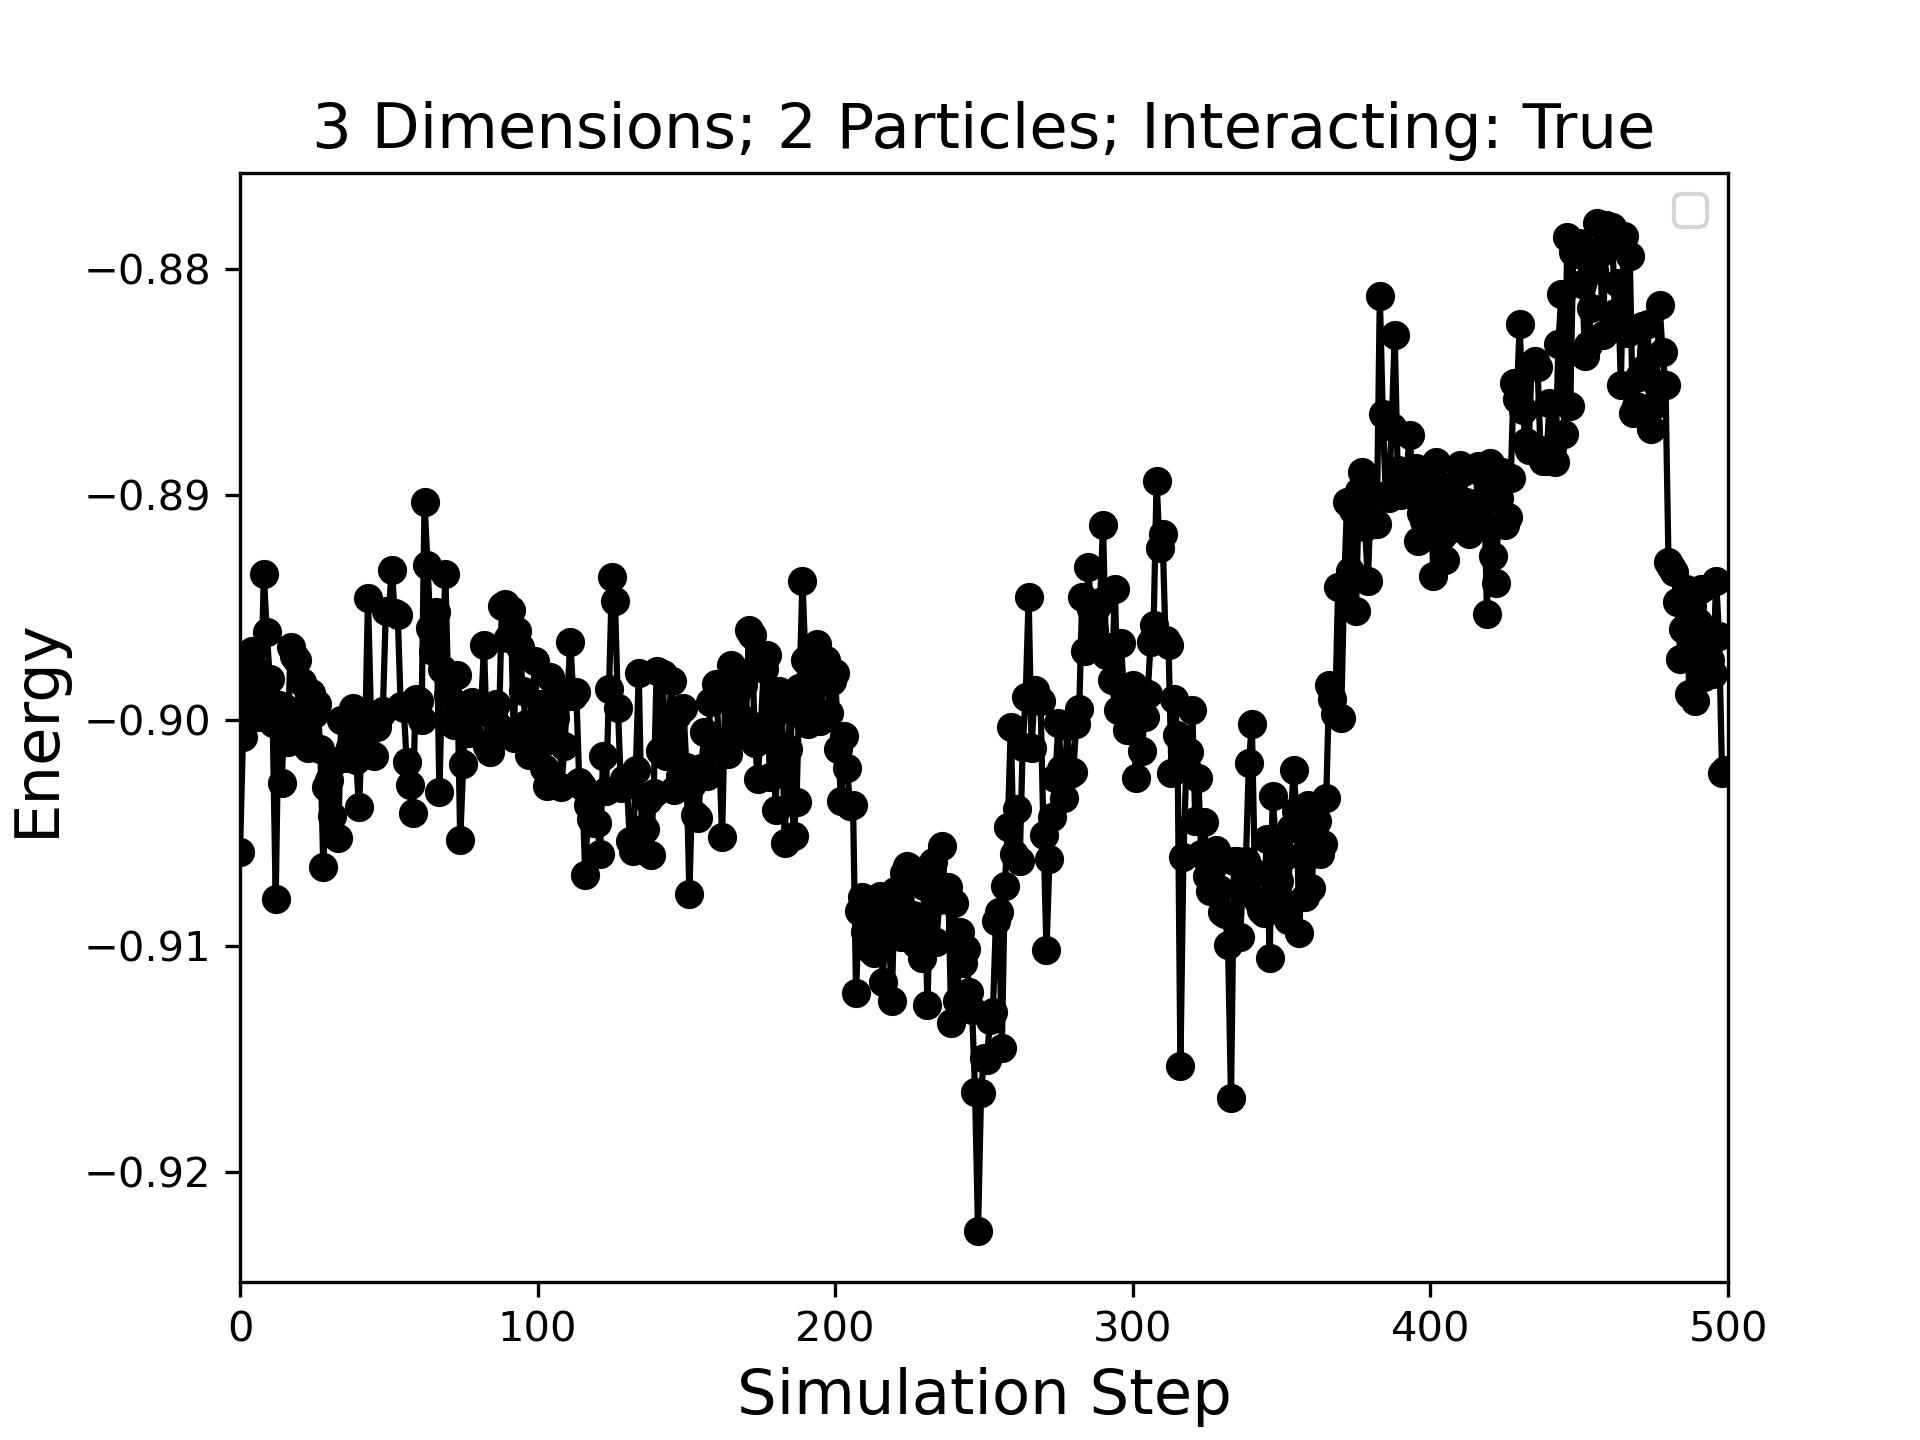 3 Dimensions; 2 Particles; Interacting: True
−0.88
−0.89
−0.90
−0.91
−0.92
Energy
0 100 200 300 400 500
Simulation Step